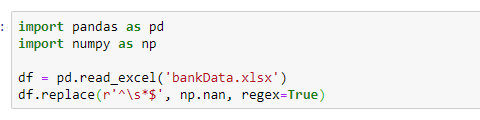 :
import pandas as pd
import numpy as np
df = pd.read_excel('bankData.xlsx')
df.replace(r'^\s*$', np.nan, regex=True)